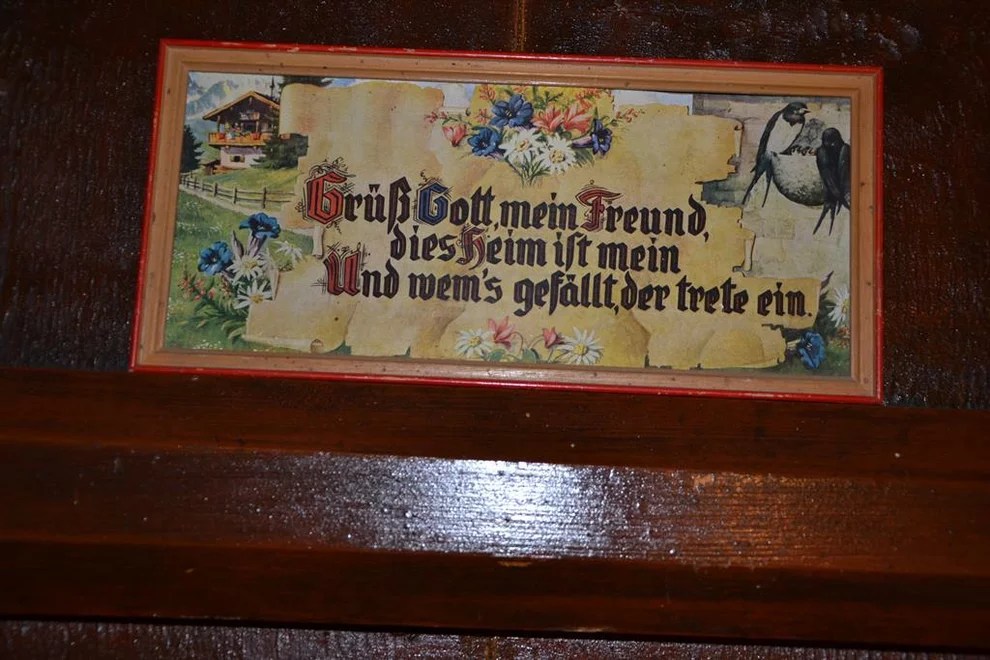 Grüß Gott, mein Freund,
dies Heim ist mein
Und wem's gefällt, der trete ein.